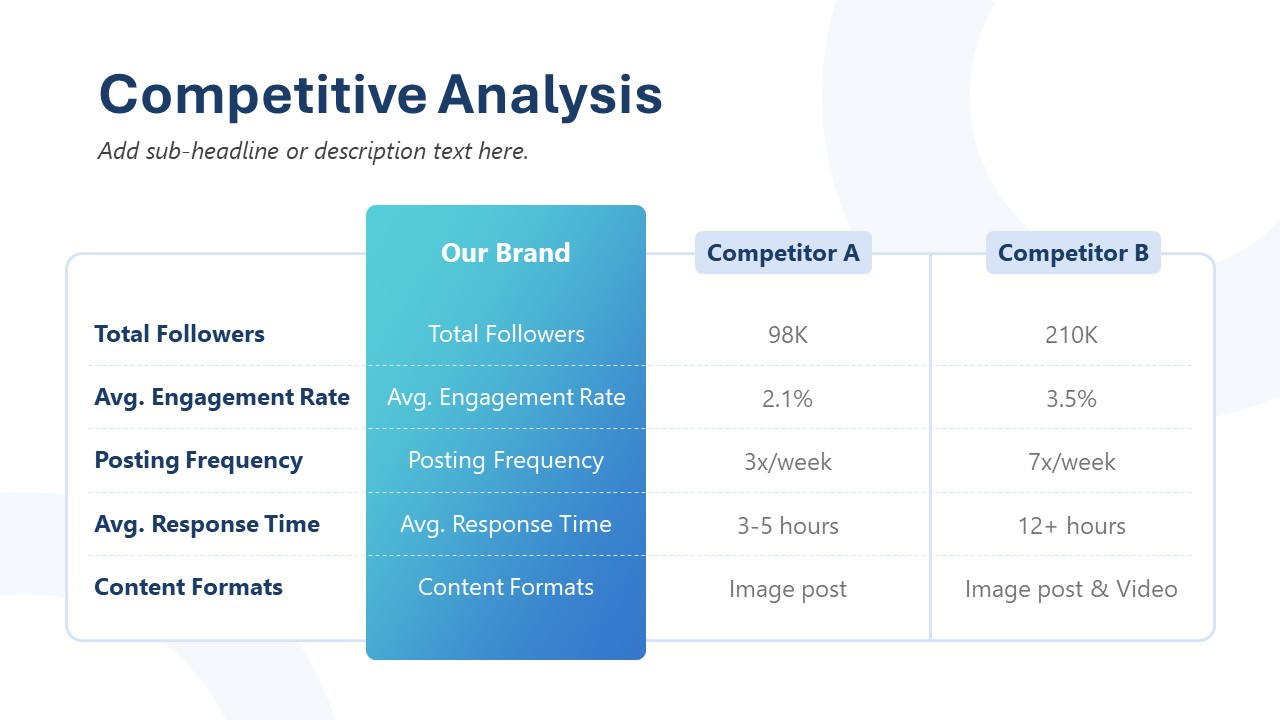 Competitive Analysis
Add sub-headline or description text here.
Our Brand Competitor A Competitor B
Total Followers Total Followers 98K 210K
Avg. Engagement Rate Avg. Engagement Rate 2.1% 3.5%
Posting Frequency Posting Frequency 3x/week 7x/week
Avg. Response Time Avg. Response Time 3-5 hours 12+ hours
Content Formats Content Formats Image post Image post & Video